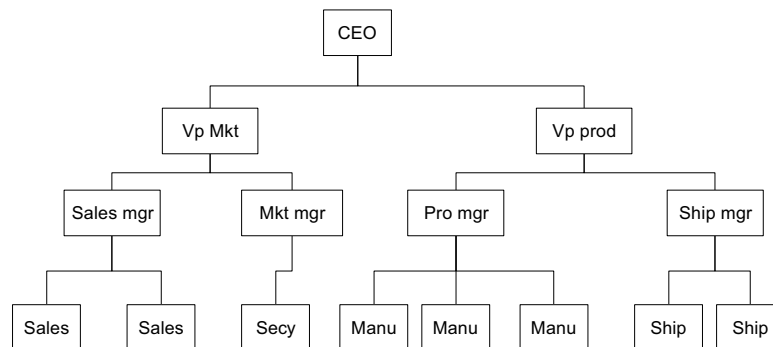 CEO
Vp Mkt
Vp prod
Sales mgr
Mkt mgr
Pro mgr
Ship mgr
Sales
Sales
Secy
Manu
Manu
Manu
Ship
Ship